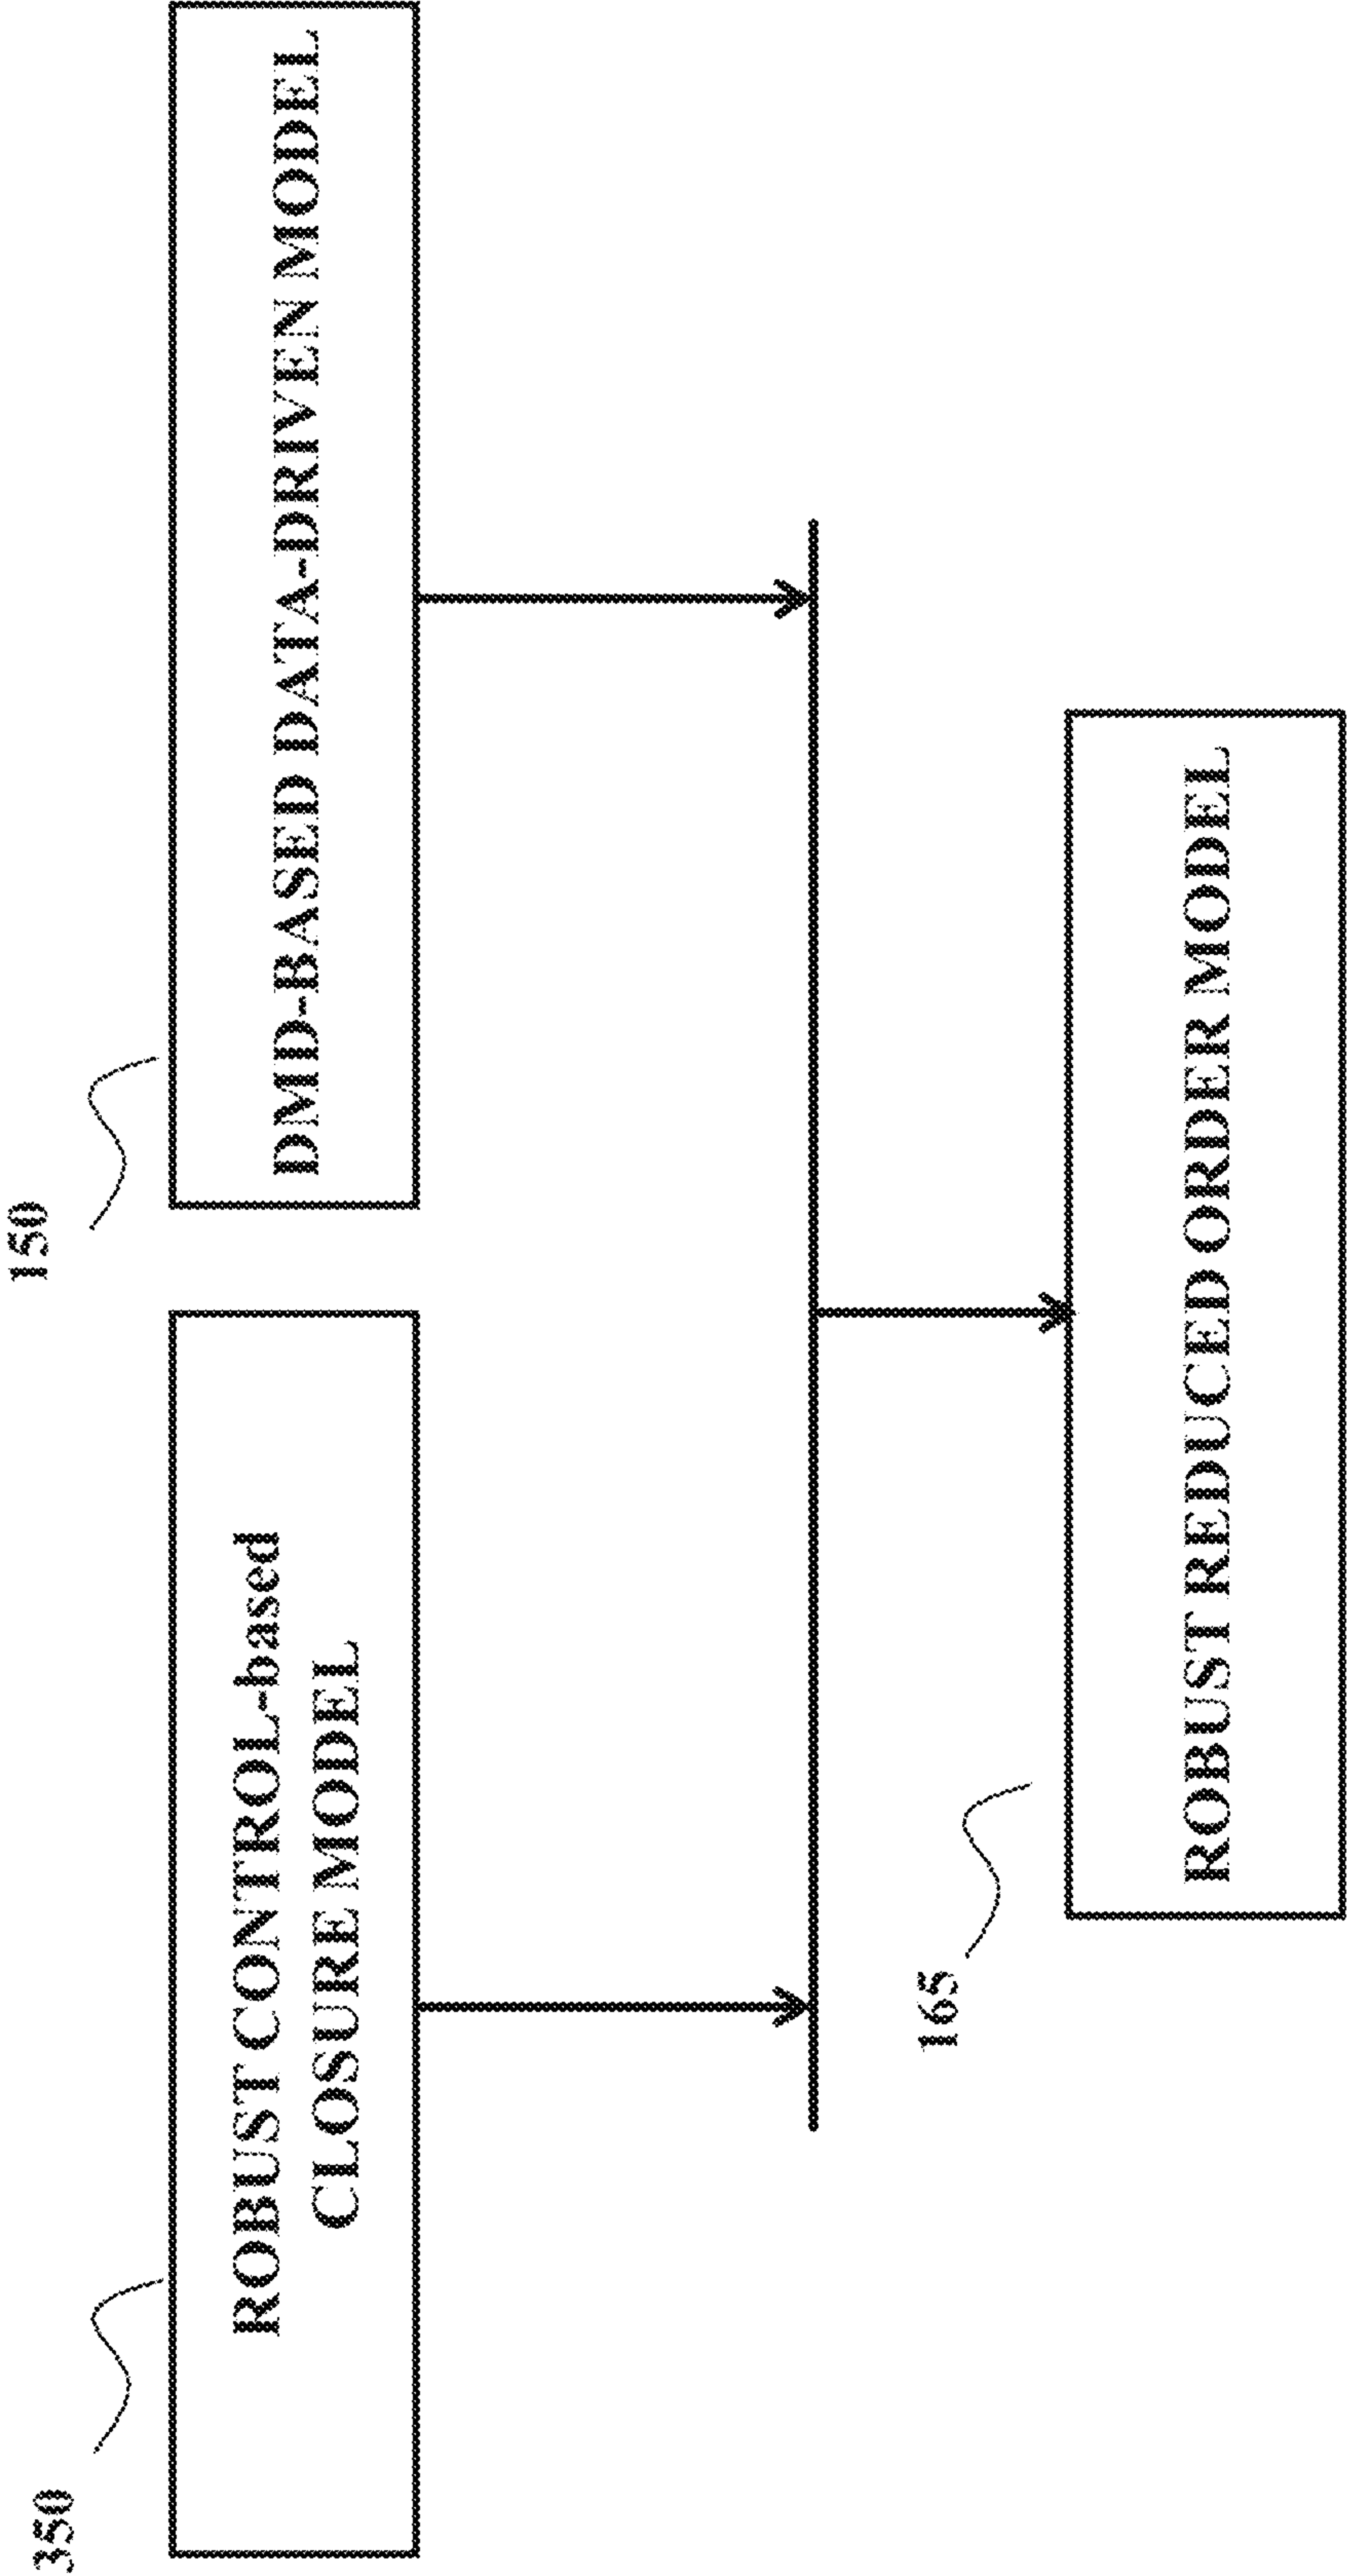 350
ROBUST CONTROL-based
CLOSURE MODEL
150
DMD-BASED DATA-DRIVEN MODEL
165
ROBUST REDUCED ORDER MODEL